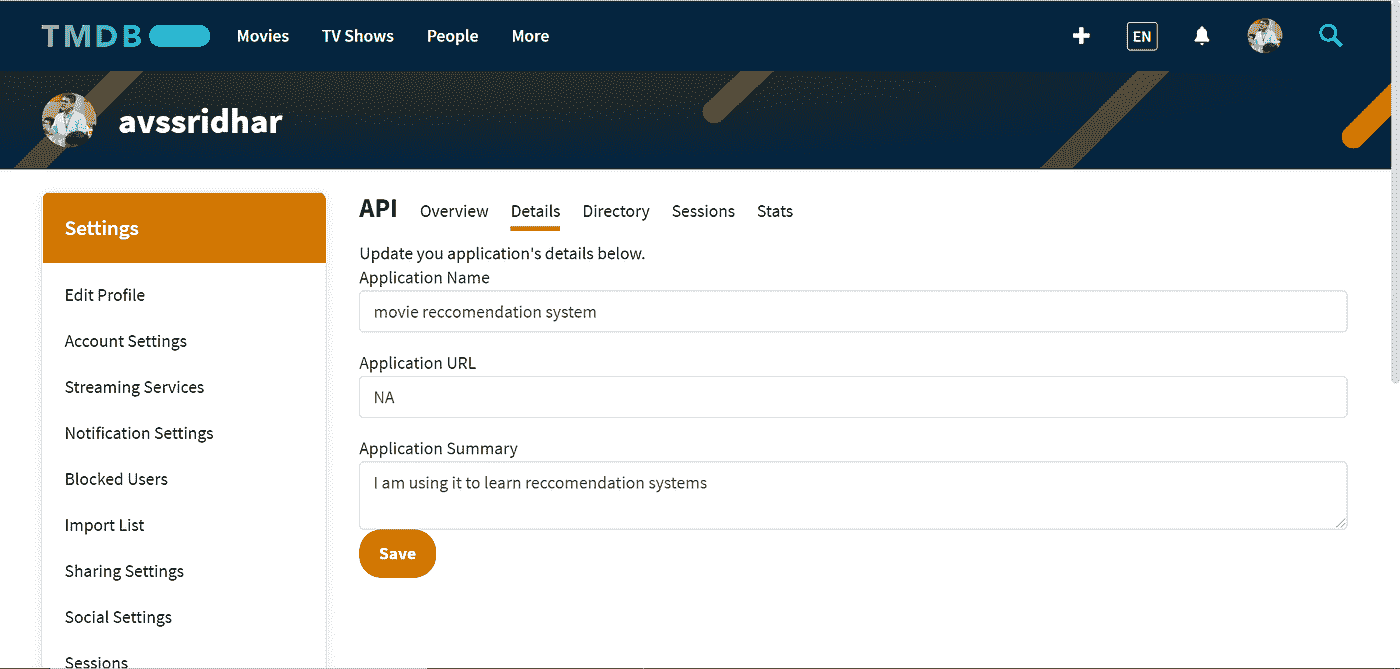 TMDB Movies TV Shows People More EN
avssridhar
Settings
Edit Profile
Account Settings
Streaming Services
Notification Settings
Blocked Users
Import List
Sharing Settings
Social Settings
Sessions
API Overview Details Directory Sessions Stats
Update you application's details below.
Application Name
movie reccomendation system
Application URL
NA
Application Summary
I am using it to learn reccomendation systems
Save